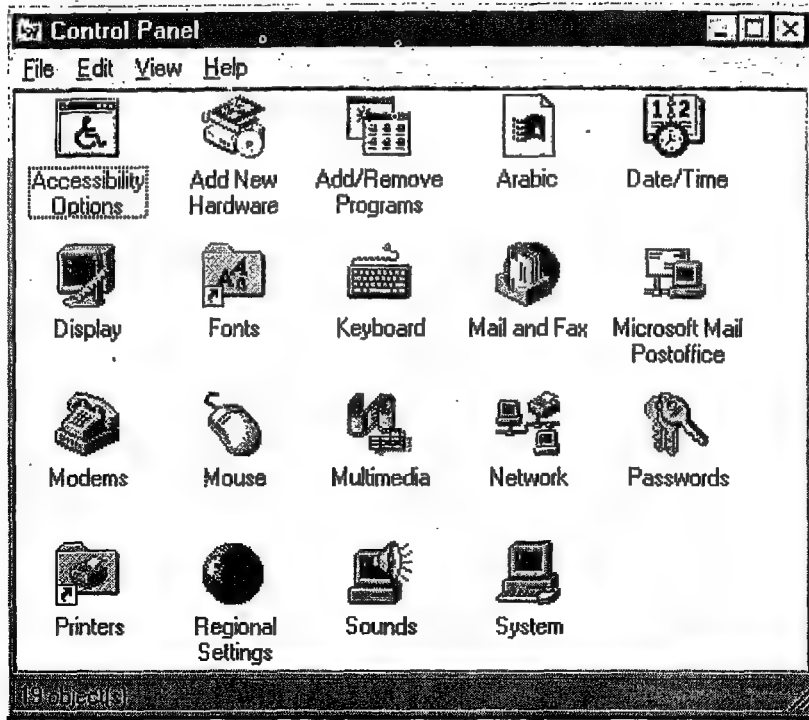 Control Panel
File Edit View Help
Accessibility Options
Add New Hardware
Add/Remove Programs
Arabic
Date/Time
Display
Fonts
Keyboard
Mail and Fax
Microsoft Mail Postoffice
Modems
Mouse
Multimedia
Network
Passwords
Printers
Regional Settings
Sounds
System
19 object(s)